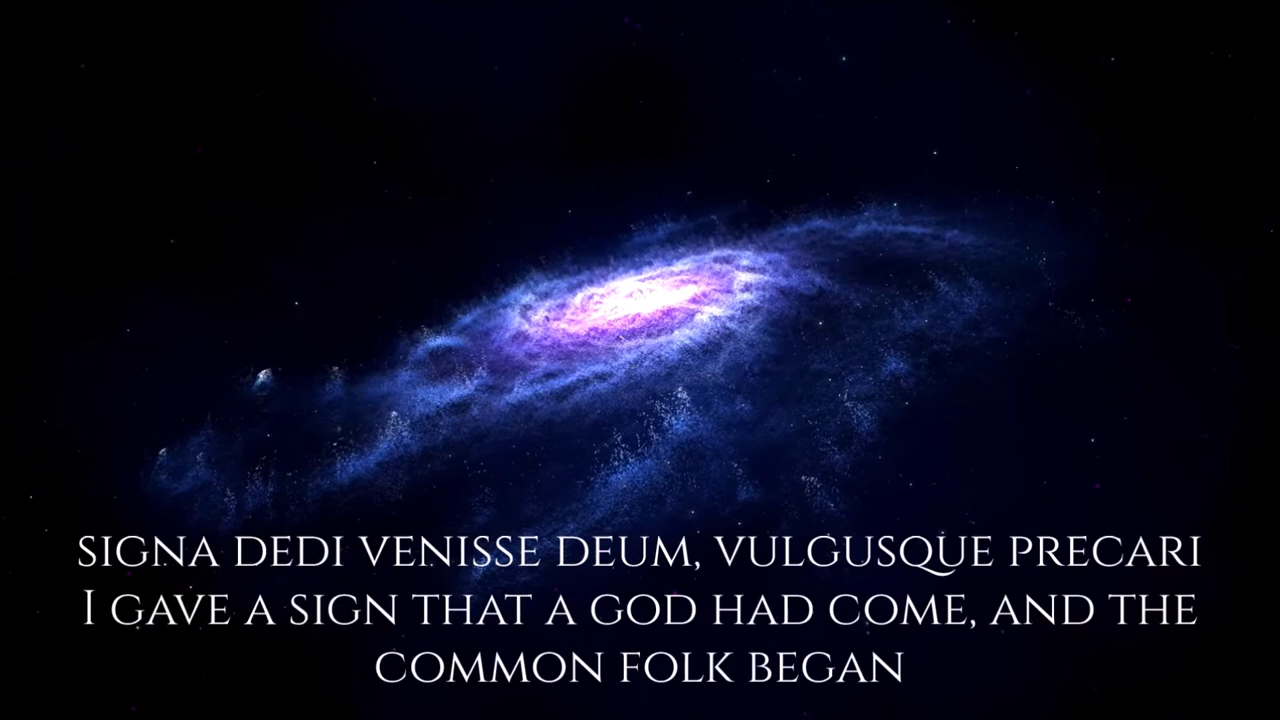 SIGNA DEDI VENISSE DEUM, VULGUSQUE PRECARI
I GAVE A SIGN THAT A GOD HAD COME, AND THE
COMMON FOLK BEGAN